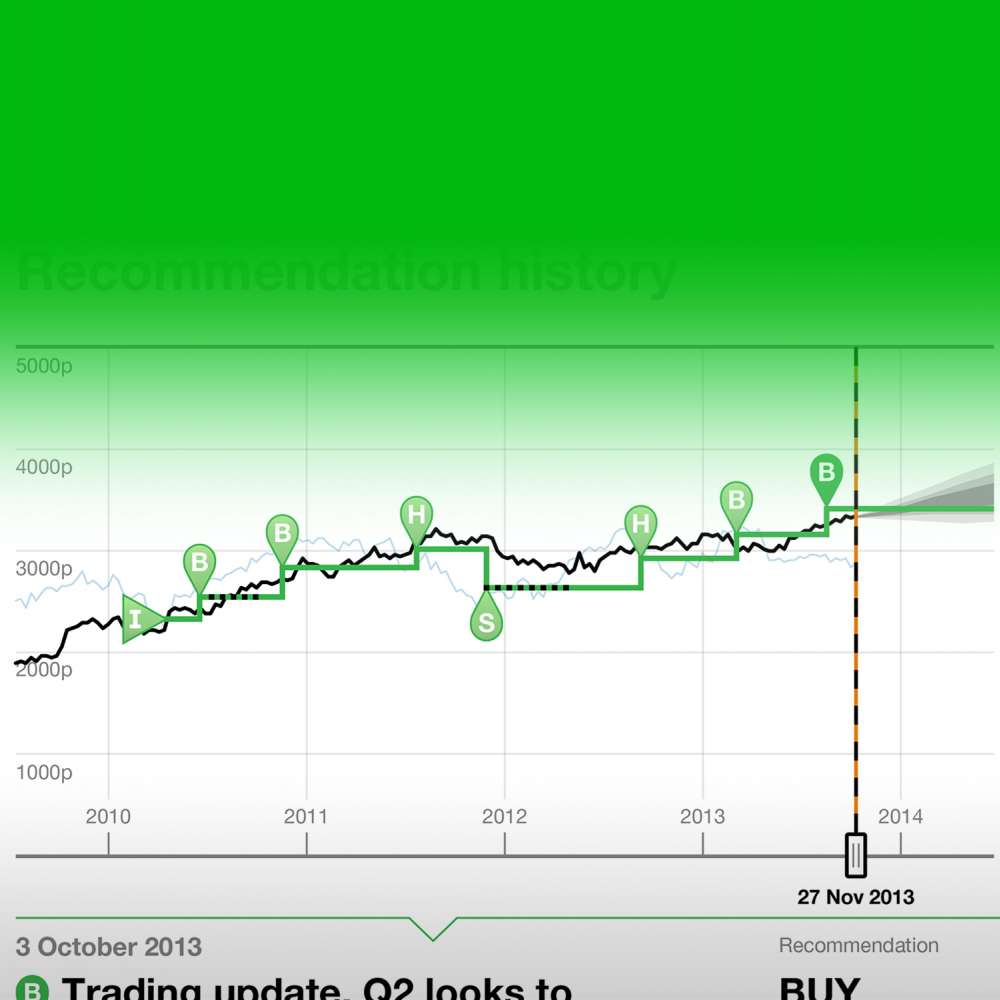 Recommendation history
5000p
4000p
3000p
2000p
1000p
I
B
B
H
S
H
B
B
2010 2011 2012 2013 2014
27 Nov 2013
3 October 2013
Recommendation
B Trading update, Q2 looks to
BUY